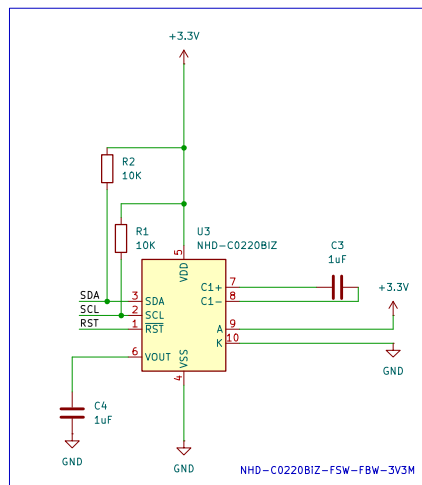 +3.3V
R2
10K
R1
10K
U3
NHD-C0220BIZ
C3
1uF
+3.3V
5
VDD
SDA
3
SDA
SCL
2
SCL
RST
1
RST
6
VOUT
VSS
4
C1+
7
C1-
8
A
9
K
10
GND
C4
1uF
GND
GND
NHD-C0220BIZ-FSW-FBW-3V3M